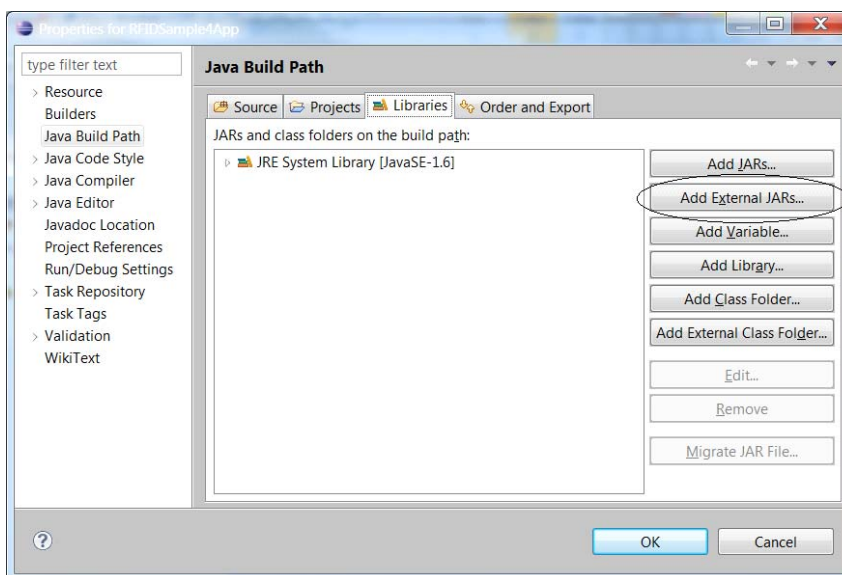 Properties for RFIDSample4App
type filter text
Resource
Builders
Java Build Path
Java Code Style
Java Compiler
Java Editor
Javadoc Location
Project References
Run/Debug Settings
Task Repository
Task Tags
Validation
WikiText
Java Build Path
Source Projects Libraries Order and Export
JARs and class folders on the build path:
JRE System Library [JavaSE-1.6]
Add JARs...
Add External JARs...
Add Variable...
Add Library...
Add Class Folder...
Add External Class Folder...
Edit...
Remove
Migrate JAR File...
?
OK Cancel